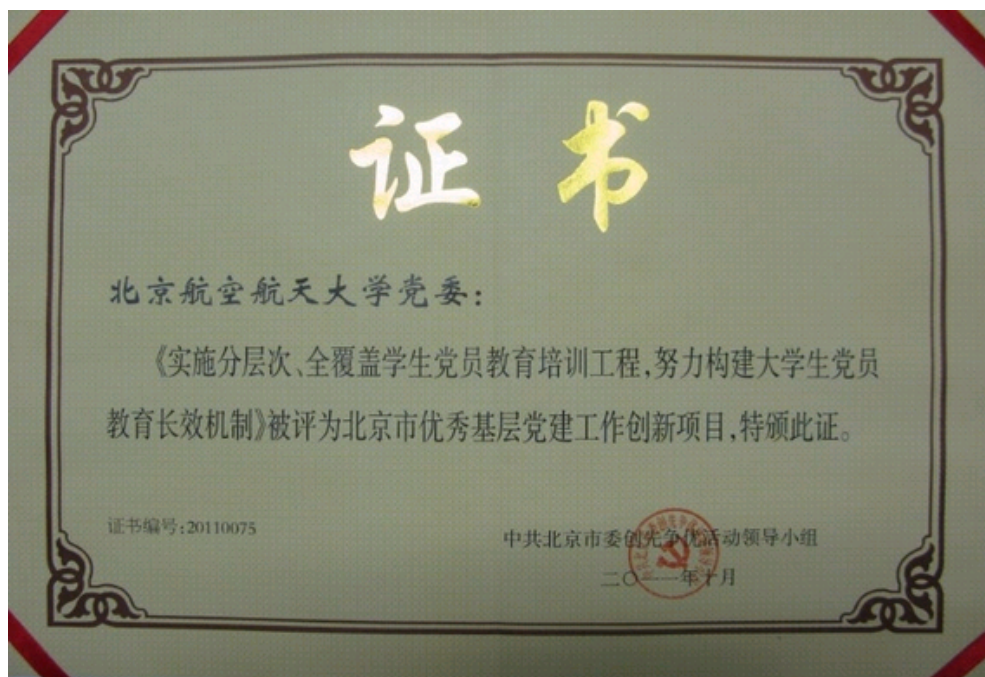 证书
北京航空航天大学党委：
《实施分层次、全覆盖学生党员教育培训工程，努力构建大学生党员
教育长效机制》被评为北京市优秀基层党建工作创新项目，特颁此证。
证书编号：20110075
中共北京市委创先争优活动领导小组
二〇一一年十月